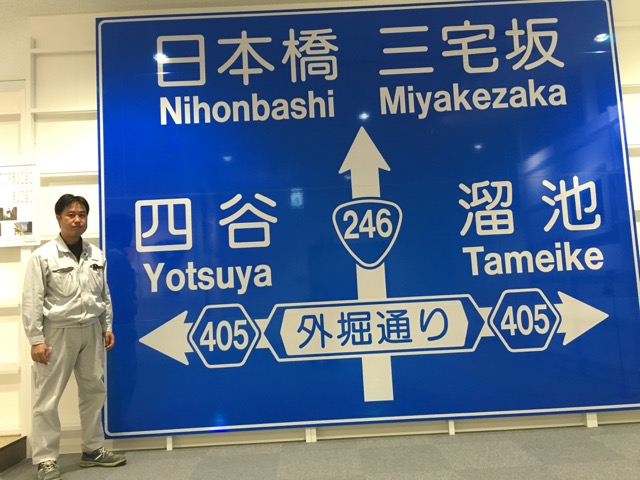 日本橋 三宅坂
Nihonbashi Miyakezaka
246
四谷 溜池
Yotsuya Tameike
405 外堀通り 405